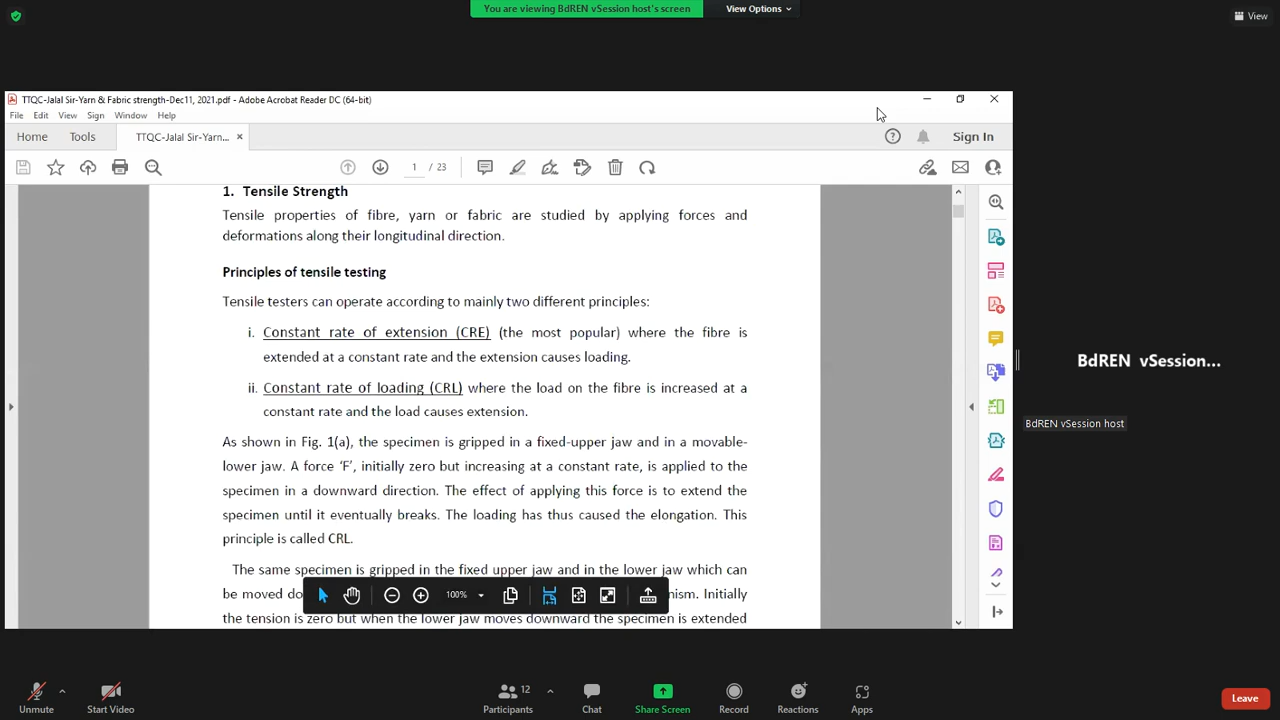 You are viewing BdREN vSession host's screen
View Options
View
TTQC-Jalal Sir-Yarn & Fabric strength-Dec11, 2021.pdf - Adobe Acrobat Reader DC (64-bit)
File Edit View Sign Window Help
Home Tools TTQC-Jalal Sir-Yarn... × Sign In
1 / 23
1. Tensile Strength
Tensile properties of fibre, yarn or fabric are studied by applying forces and
deformations along their longitudinal direction.
Principles of tensile testing
Tensile testers can operate according to mainly two different principles:
i. Constant rate of extension (CRE) (the most popular) where the fibre is
extended at a constant rate and the extension causes loading.
ii. Constant rate of loading (CRL) where the load on the fibre is increased at a
constant rate and the load causes extension.
As shown in Fig. 1(a), the specimen is gripped in a fixed-upper jaw and in a movable-
lower jaw. A force ‘F’, initially zero but increasing at a constant rate, is applied to the
specimen in a downward direction. The effect of applying this force is to extend the
specimen until it eventually breaks. The loading has thus caused the elongation. This
principle is called CRL.
The same specimen is gripped in the fixed upper jaw and in the lower jaw which can
be moved do
nism. Initially
the tension is zero but when the lower jaw moves downward the specimen is extended
100%
BdREN vSession...
BdREN vSession host
Unmute
Start Video
Participants 12
Chat
Share Screen
Record
Reactions
Apps
Leave